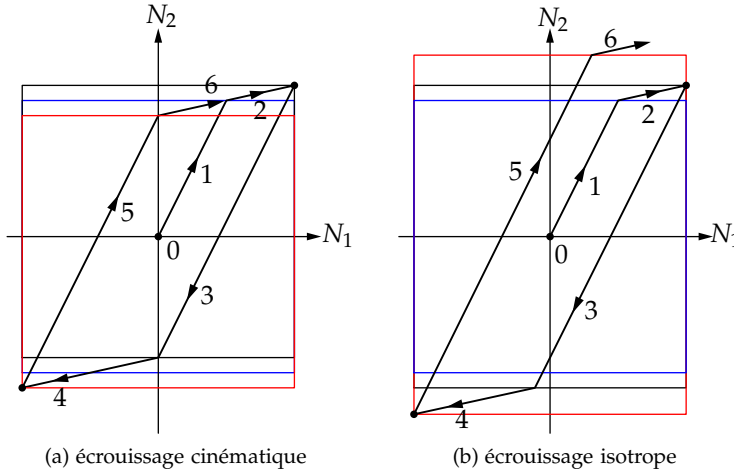 N₂
6
2
1
5
N₁
0
3
4
(a) écrouissage cinématique
N₂
6
2
5
1
N₁
0
3
4
(b) écrouissage isotrope